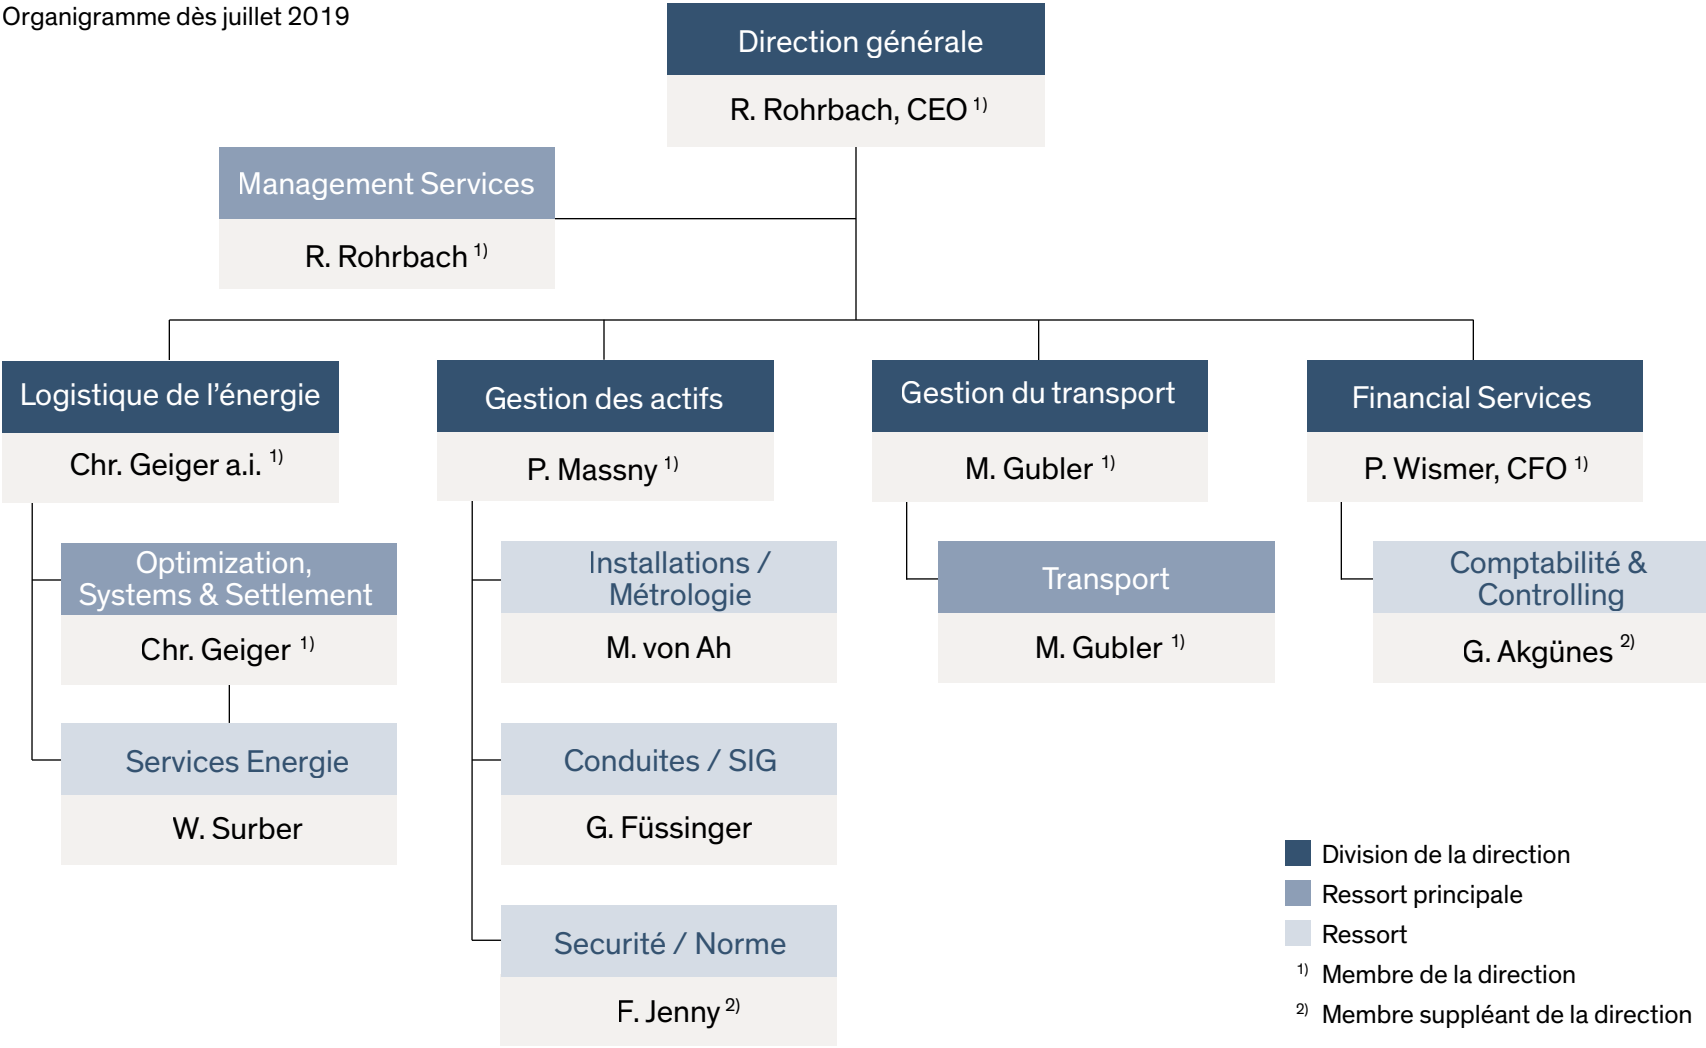 Organigramme dès juillet 2019
Direction générale
R. Rohrbach, CEO 1)
Management Services
R. Rohrbach 1)
Logistique de l’énergie
Chr. Geiger a.i. 1)
Optimization,
Systems & Settlement
Chr. Geiger 1)
Services Energie
W. Surber
Gestion des actifs
P. Massny 1)
Installations /
Métrologie
M. von Ah
Conduites / SIG
G. Füssinger
Securité / Norme
F. Jenny 2)
Gestion du transport
M. Gubler 1)
Transport
M. Gubler 1)
Financial Services
P. Wismer, CFO 1)
Comptabilité &
Controlling
G. Akgünes 2)
Division de la direction
Ressort principale
Ressort
1) Membre de la direction
2) Membre suppléant de la direction